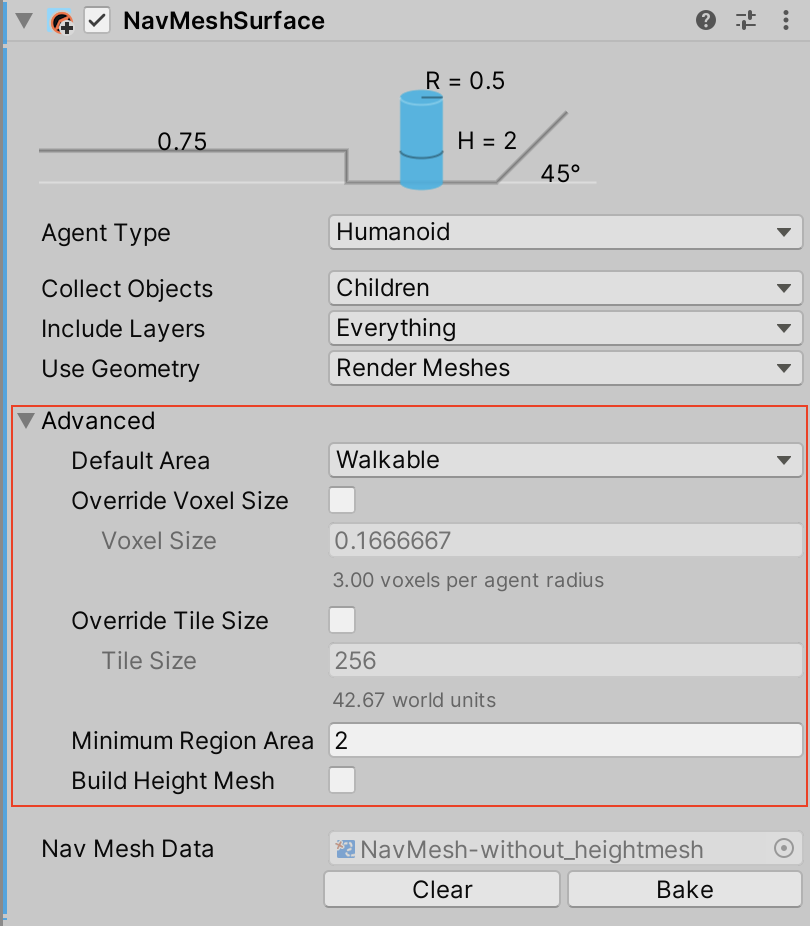 NavMeshSurface
R = 0.5
0.75
H = 2
45°
Agent Type Humanoid
Collect Objects Children
Include Layers Everything
Use Geometry Render Meshes
Advanced
Default Area Walkable
Override Voxel Size
Voxel Size 0.1666667
3.00 voxels per agent radius
Override Tile Size
Tile Size 256
42.67 world units
Minimum Region Area 2
Build Height Mesh
Nav Mesh Data NavMesh-without_heightmesh
Clear Bake